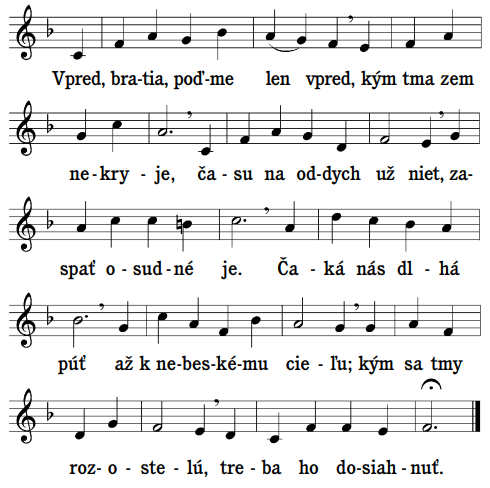 Vpred, bra-tia, poď-me len vpred, kým tma zem
ne-kry-je, ča-su na od-dych už niet, za-
spať o-sud-né je. Ča-ká nás dl-há
púť až k ne-bes-ké-mu cie-ľu; kým sa tmy
roz-o-ste-lú, tre-ba ho do-siah-nuť.